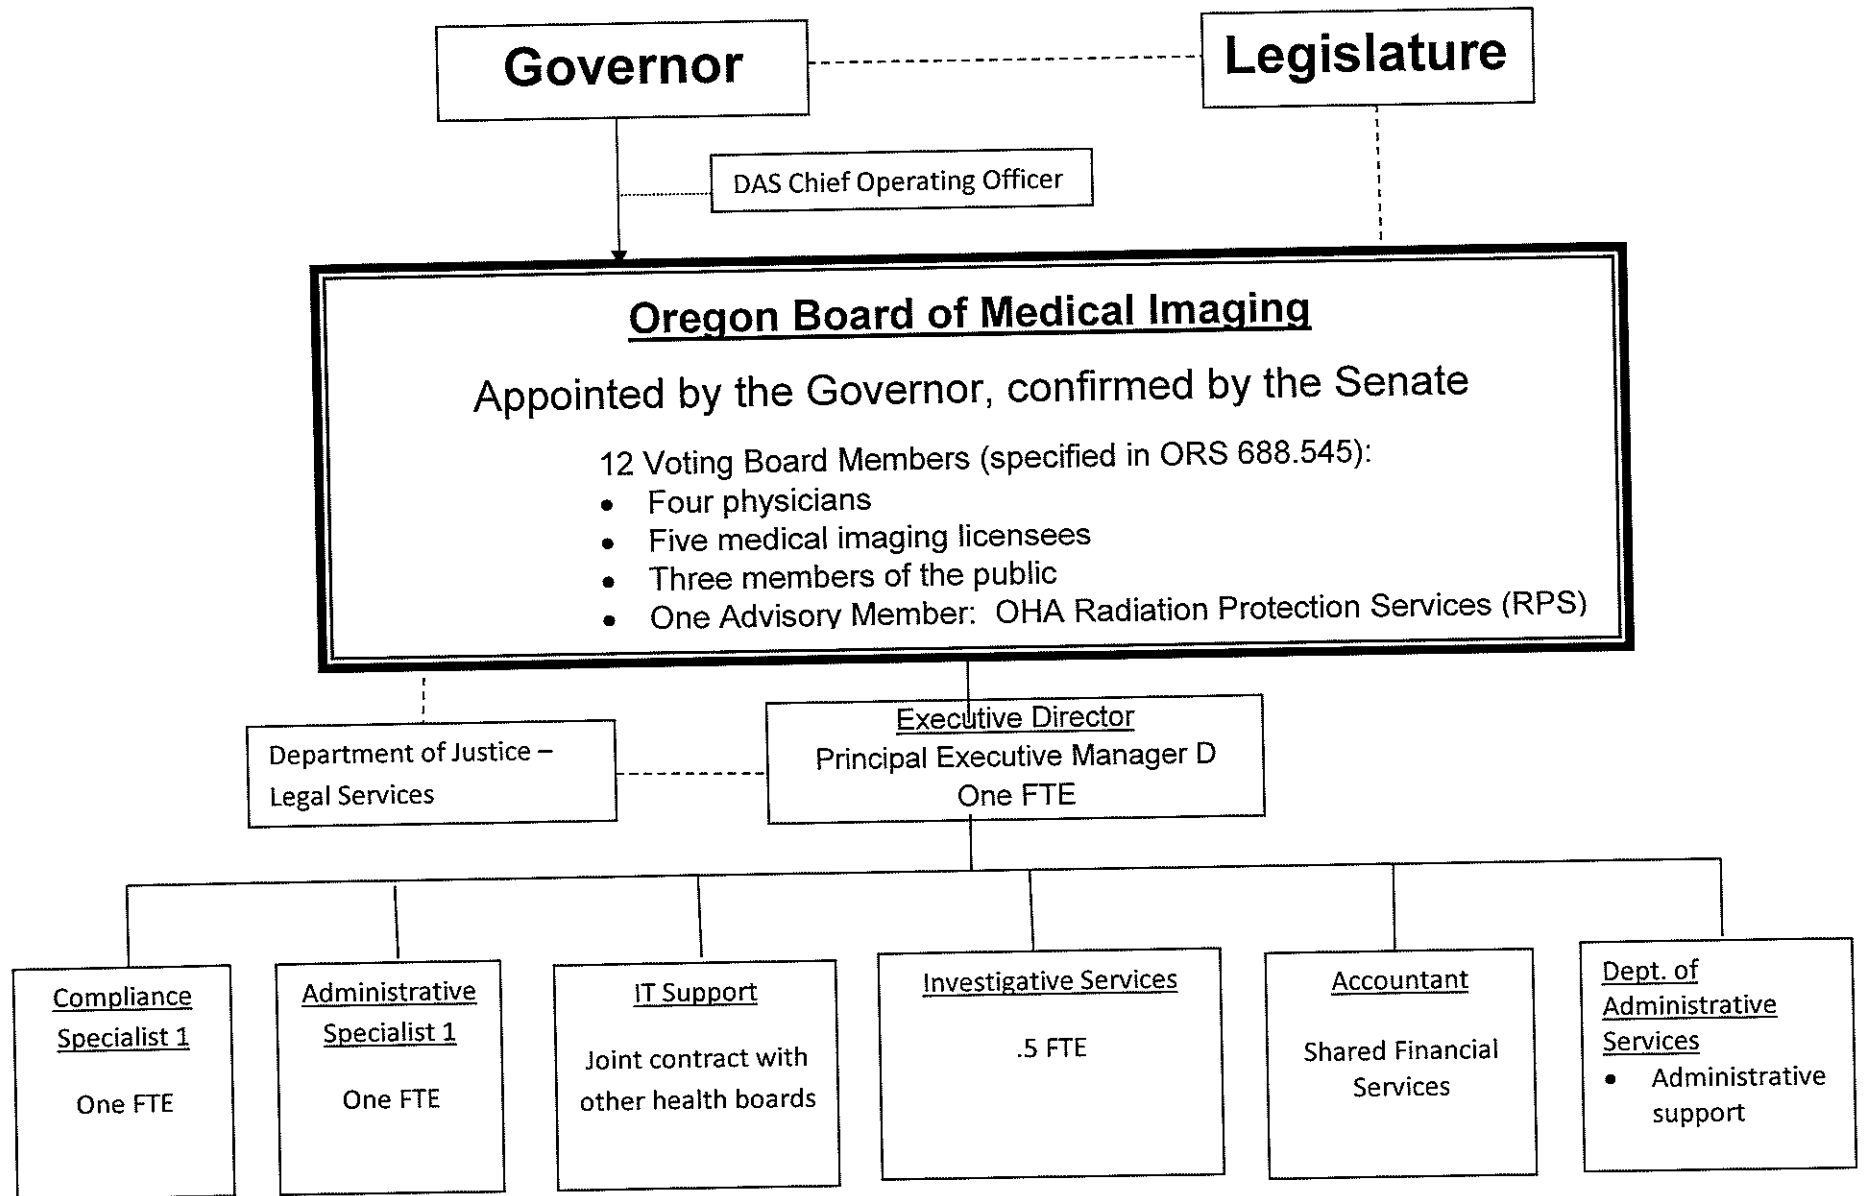 Governor
Legislature
DAS Chief Operating Officer
Oregon Board of Medical Imaging
Appointed by the Governor, confirmed by the Senate
12 Voting Board Members (specified in ORS 688.545):
• Four physicians
• Five medical imaging licensees
• Three members of the public
• One Advisory Member: OHA Radiation Protection Services (RPS)
Department of Justice –
Legal Services
Executive Director
Principal Executive Manager D
One FTE
Compliance
Specialist 1
One FTE
Administrative
Specialist 1
One FTE
IT Support
Joint contract with
other health boards
Investigative Services
.5 FTE
Accountant
Shared Financial
Services
Dept. of
Administrative
Services
• Administrative
support